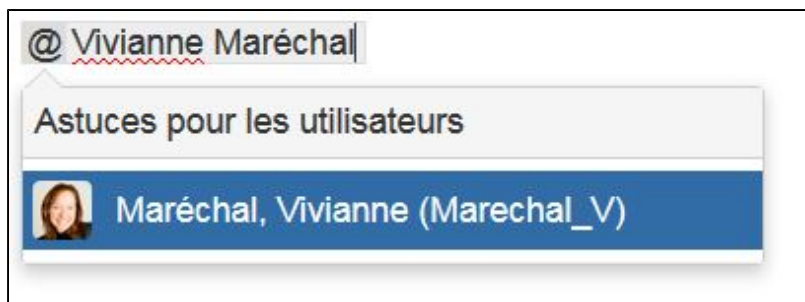 @ Vivianne Maréchal
Astuces pour les utilisateurs
Maréchal, Vivianne (Marechal_V)